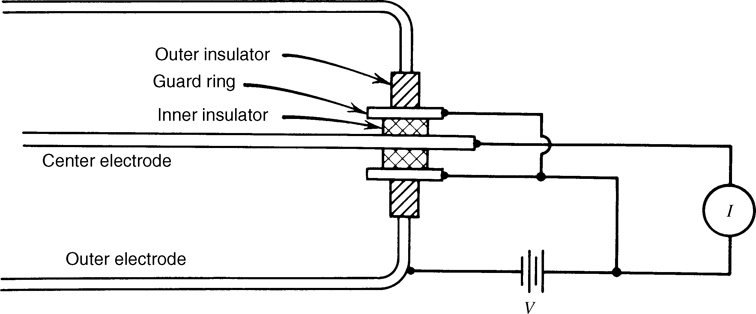 Outer insulator
Guard ring
Inner insulator
Center electrode
I
Outer electrode
V